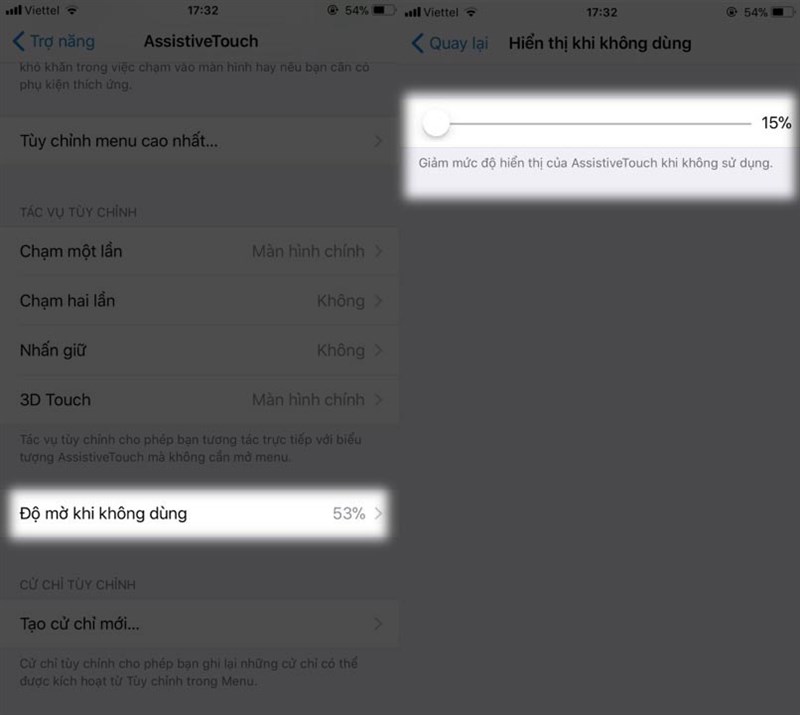 Viettel 17:32 54%
Trợ năng AssistiveTouch
khó khăn trong việc chạm vào màn hình hay nếu bạn cần có
phụ kiện thích ứng.
Tùy chỉnh menu cao nhất...
TÁC VỤ TÙY CHỈNH
Chạm một lần Màn hình chính
Chạm hai lần Không
Nhấn giữ Không
3D Touch Màn hình chính
Tác vụ tùy chỉnh cho phép bạn tương tác trực tiếp với biểu
tượng AssistiveTouch mà không cần mở menu.
Độ mờ khi không dùng 53%
CỬ CHỈ TÙY CHỈNH
Tạo cử chỉ mới...
Cử chỉ tùy chỉnh cho phép bạn ghi lại những cử chỉ có thể
được kích hoạt từ Tùy chỉnh trong Menu.
Viettel 17:32 54%
Quay lại Hiển thị khi không dùng
15%
Giảm mức độ hiển thị của AssistiveTouch khi không sử dụng.